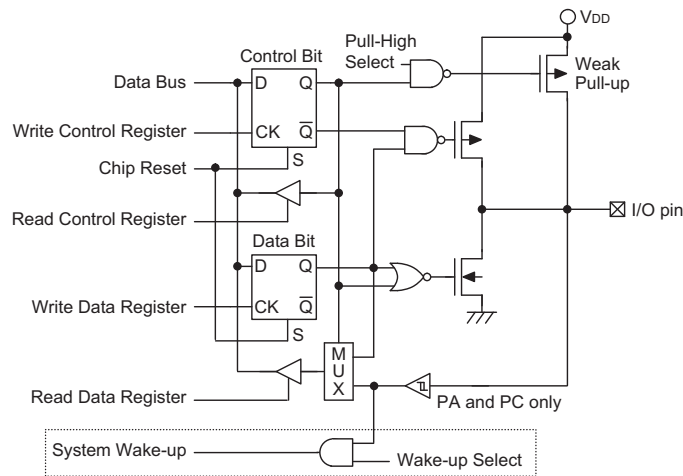 VDD
Control Bit
Pull-High
Select
Weak
Pull-up
Data Bus
D
Q
Write Control Register
CK
Q
S
Chip Reset
Read Control Register
I/O pin
Data Bit
D
Q
Write Data Register
CK
Q
S
M
U
X
Read Data Register
PA and PC only
System Wake-up
Wake-up Select